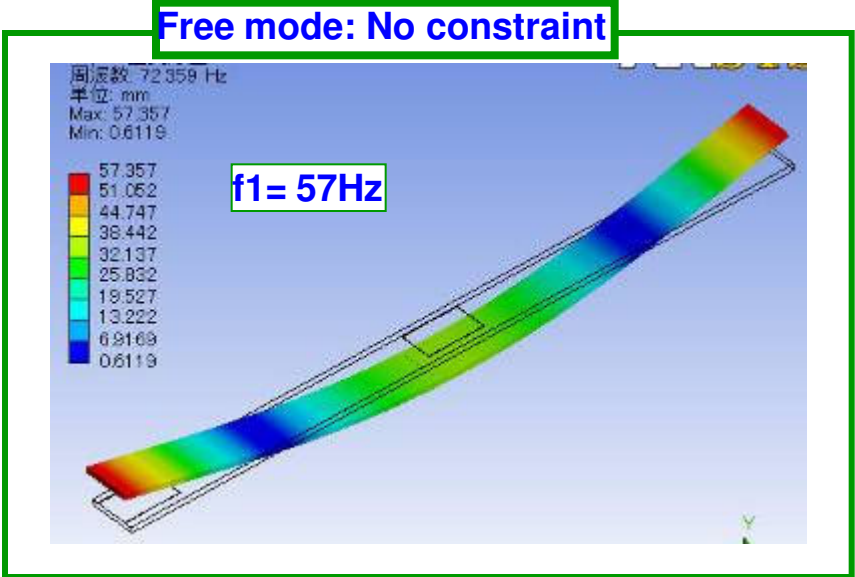 Free mode: No constraint
周波数: 72.359 Hz
単位: mm
Max: 57.357
Min: 0.6119
f1= 57Hz
57.357
51.052
44.747
38.442
32.137
25.832
19.527
13.222
6.9169
0.6119
Y